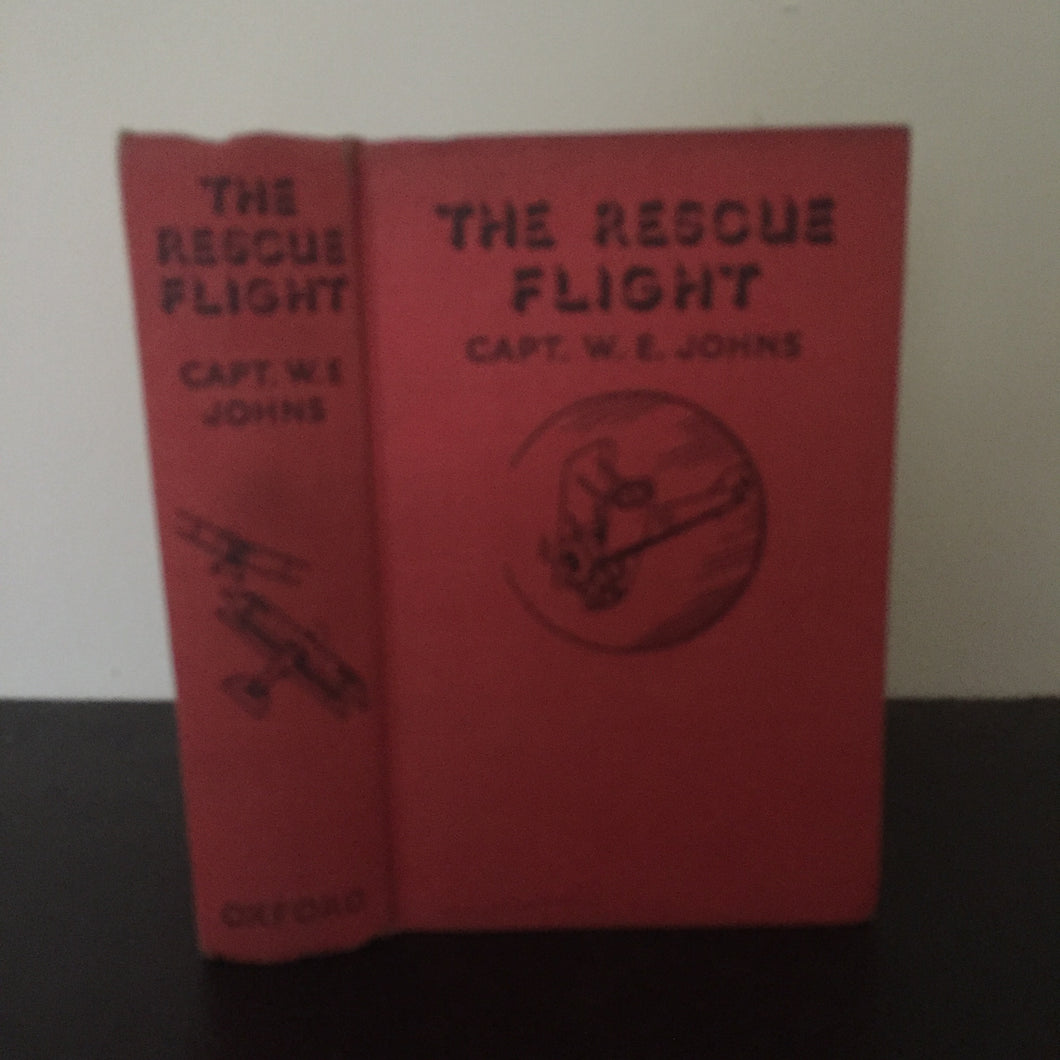 THE
RESCUE
FLIGHT
CAPT. W. E
JOHNS
OXFORD
THE RESCUE
FLIGHT
CAPT. W. E. JOHNS